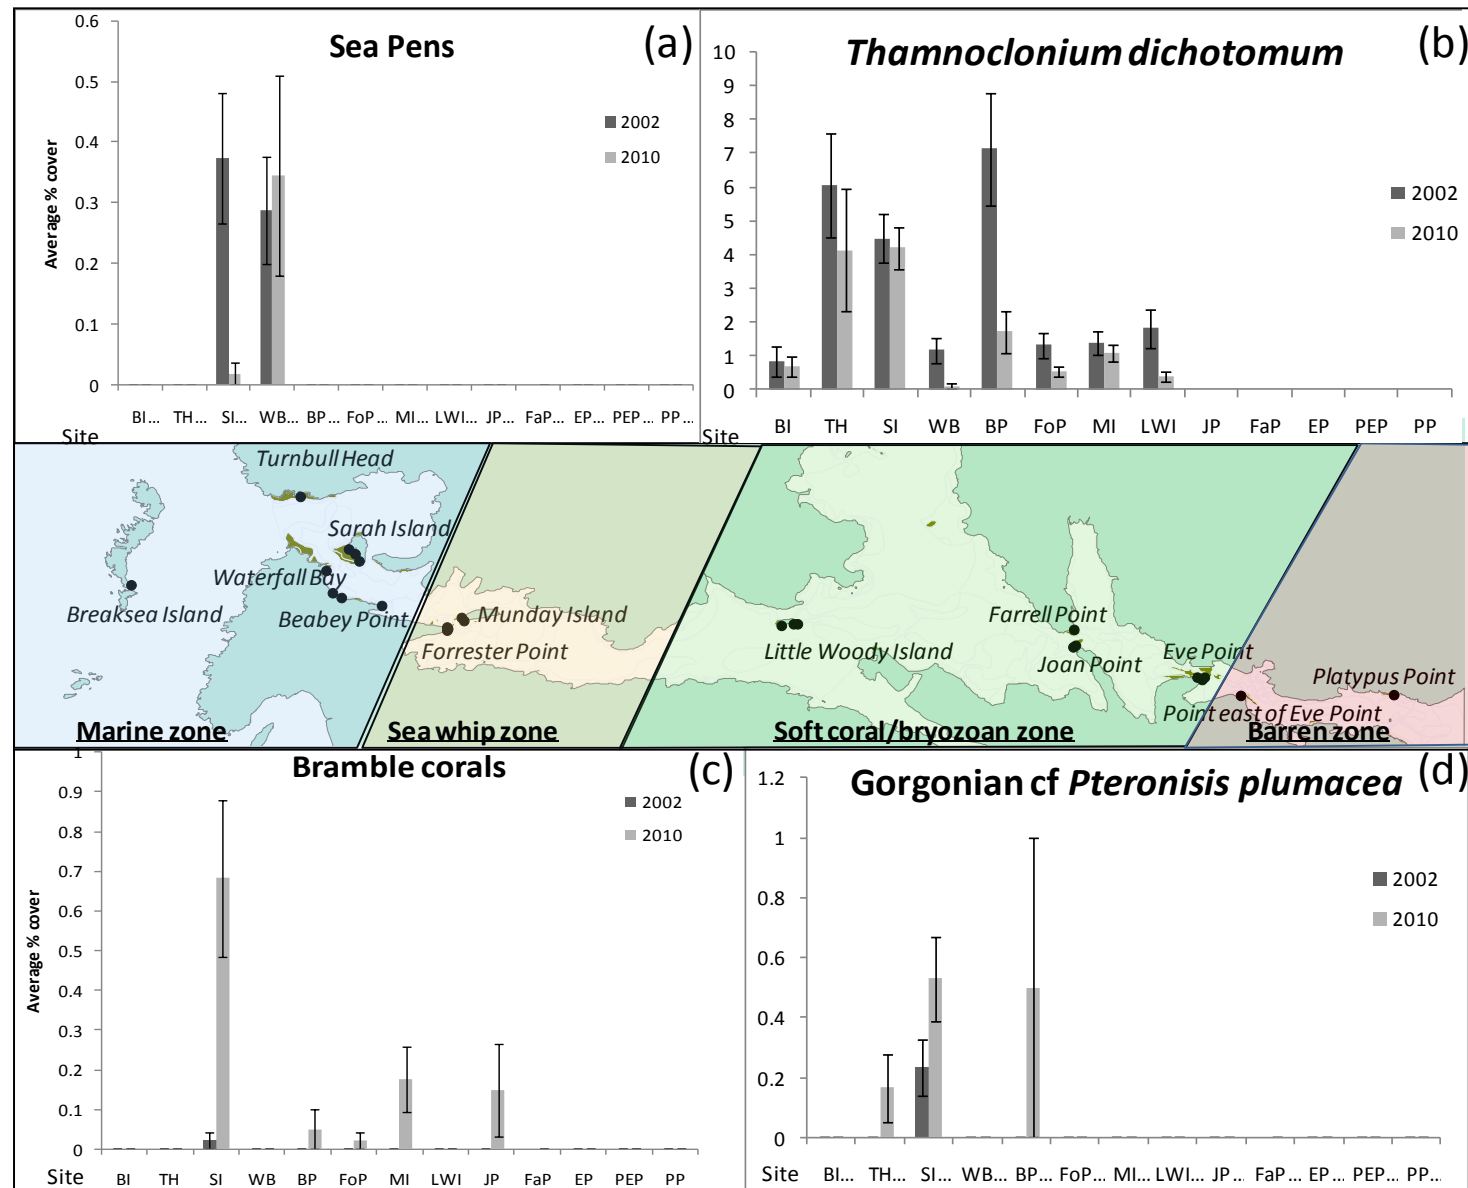 Sea Pens
(a)
0.6
0.5
0.4
0.3
0.2
0.1
0
Average % cover
2002
2010
Site
BI... TH... SI... WB... BP ... FoP ... MI ... LWI ... JP ... FaP ... EP ... PEP ... PP ...
Thamnoclonium dichotomum
(b)
10
9
8
7
6
5
4
3
2
1
0
2002
2010
Site BI TH SI WB BP FoP MI LWI JP FaP EP PEP PP
Turnbull Head
Sarah Island
Waterfall Bay
Breaksea Island
Beabey Point
Munday Island
Forrester Point
Little Woody Island
Farrell Point
Joan Point
Eve Point
Platypus Point
Point east of Eve Point
Marine zone
Sea whip zone
Soft coral/bryozoan zone
Barren zone
Bramble corals
(c)
1
0.9
0.8
0.7
0.6
0.5
0.4
0.3
0.2
0.1
0
Average % cover
2002
2010
Site BI TH SI WB BP FoP MI LWI JP FaP EP PEP PP
Gorgonian cf Pteronisis plumacea
(d)
1.2
1
0.8
0.6
0.4
0.2
0
2002
2010
Site BI... TH... SI... WB... BP... FoP ... MI... LWI ... JP ... FaP ... EP ... PEP ... PP ...